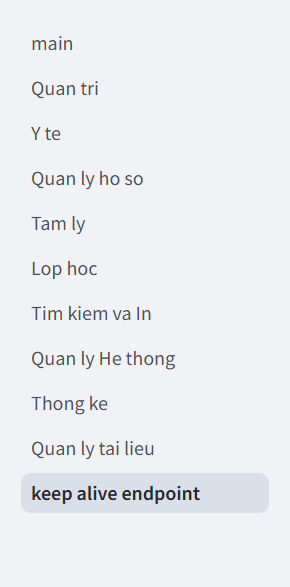 main
Quan tri
Y te
Quan ly ho so
Tam ly
Lop hoc
Tim kiem va In
Quan ly He thong
Thong ke
Quan ly tai lieu
keep alive endpoint